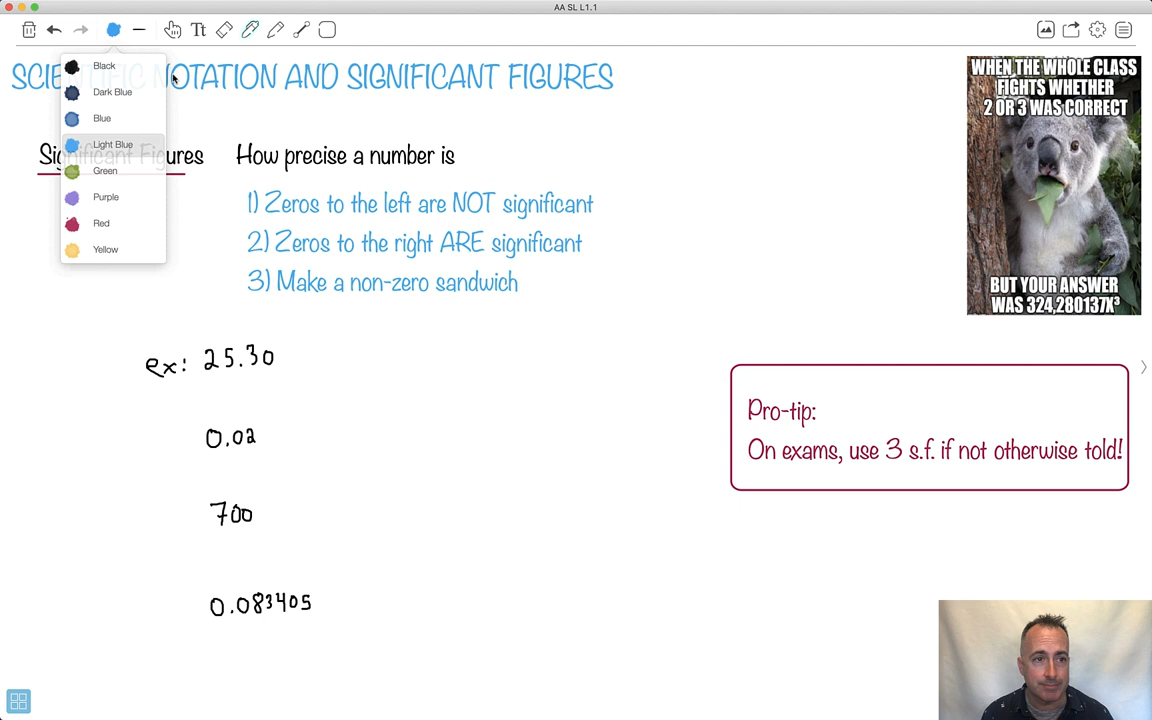 AA SL L1.1
Tt
SCIENTIFIC NOTATION AND SIGNIFICANT FIGURES
Black
Dark Blue
Blue
Light Blue
Green
Purple
Red
Yellow
Significant Figures How precise a number is
1) Zeros to the left are NOT significant
2) Zeros to the right ARE significant
3) Make a non-zero sandwich
WHEN THE WHOLE CLASS
FIGHTS WHETHER
2 OR 3 WAS CORRECT
BUT YOUR ANSWER
WAS 324,280137X³
ex: 25.30
0.02
700
0.083405
Pro-tip:
On exams, use 3 s.f. if not otherwise told!